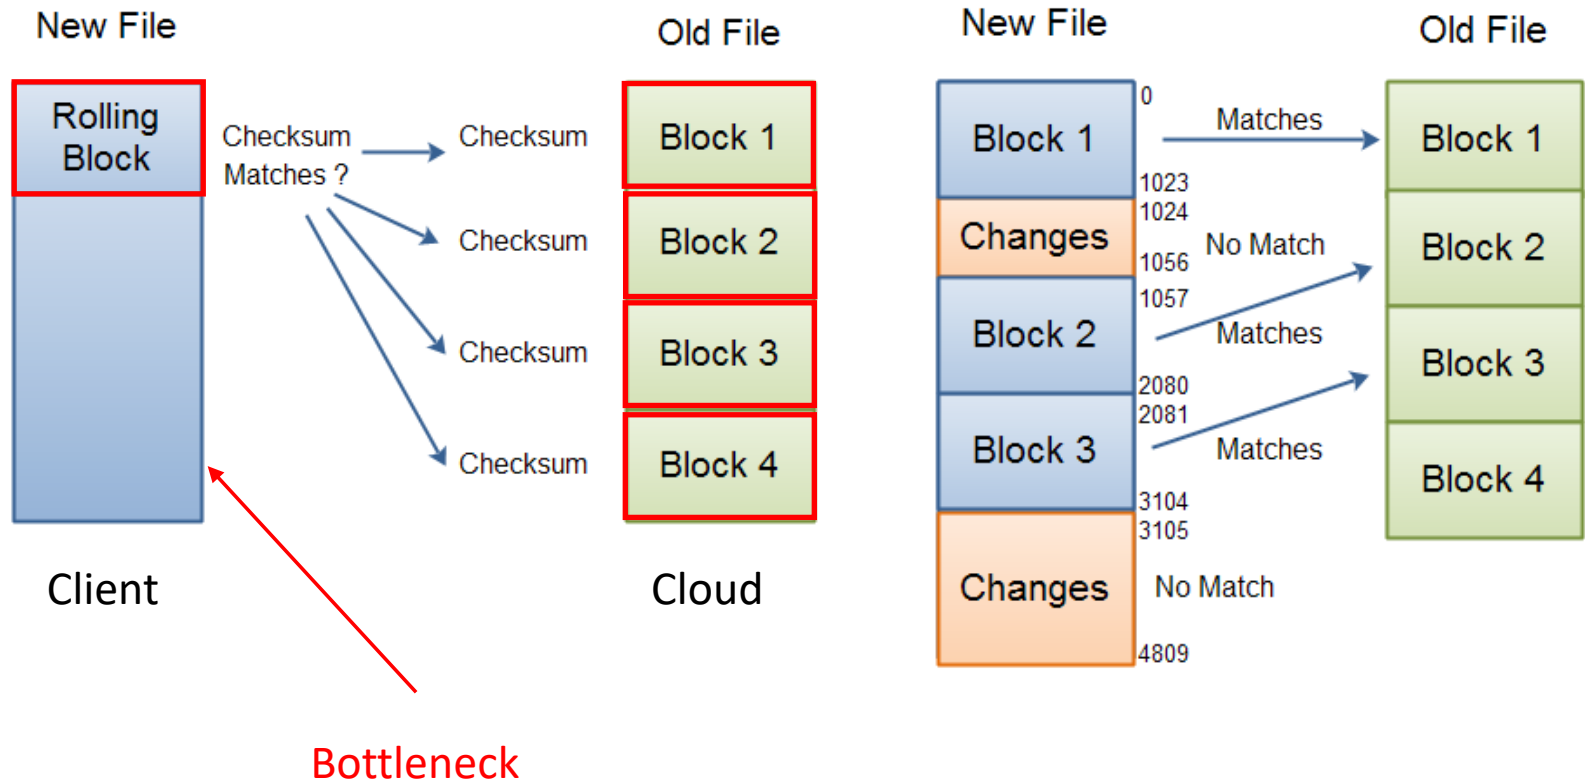 New File
Old File
Rolling
Block
Checksum
Matches ?
Checksum
Checksum
Checksum
Checksum
Block 1
Block 2
Block 3
Block 4
Client
Cloud
Bottleneck
New File
Old File
Block 1
Changes
Block 2
Block 3
Changes
0
1023
1024
1056
1057
2080
2081
3104
3105
4809
Matches
No Match
Matches
Matches
No Match
Block 1
Block 2
Block 3
Block 4